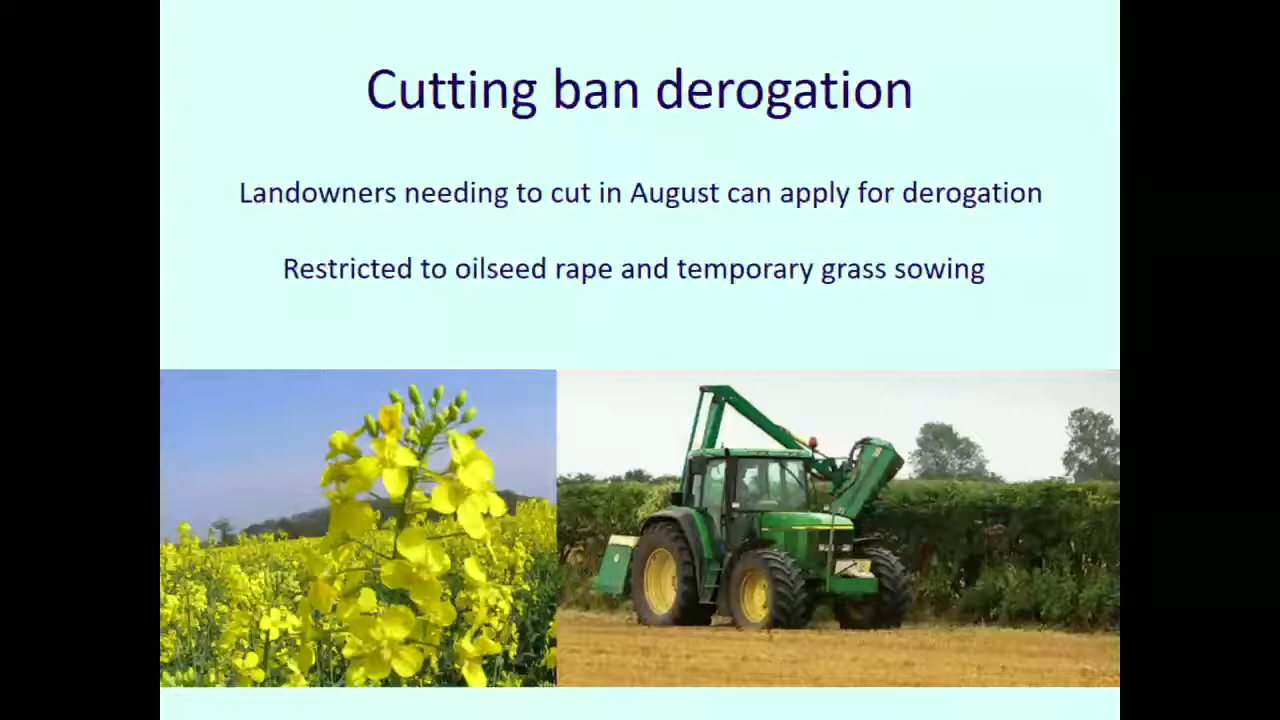 Cutting ban derogation
Landowners needing to cut in August can apply for derogation
Restricted to oilseed rape and temporary grass sowing